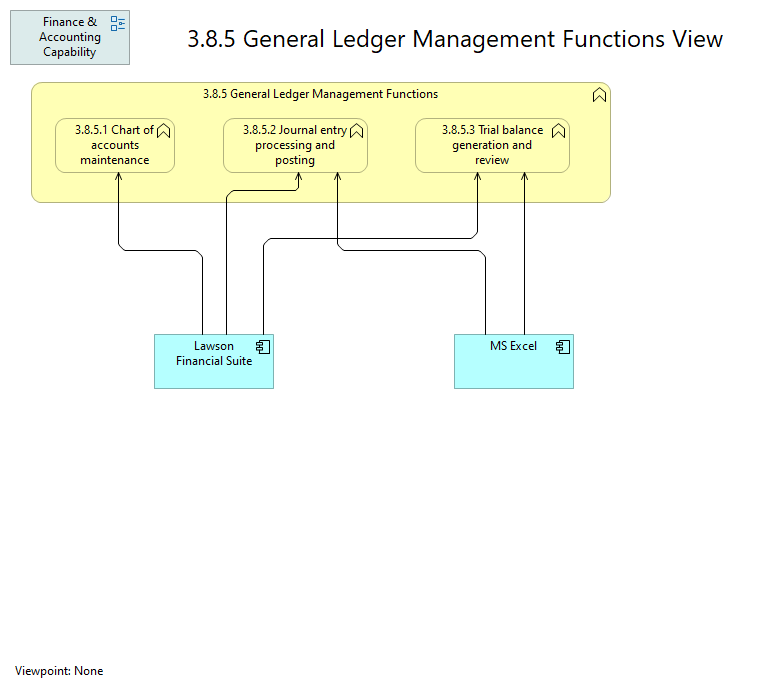 Finance &
Accounting
Capability
3.8.5 General Ledger Management Functions View
3.8.5 General Ledger Management Functions
3.8.5.1 Chart of
accounts
maintenance
3.8.5.2 Journal entry
processing and
posting
3.8.5.3 Trial balance
generation and
review
Lawson
Financial Suite
MS Excel
Viewpoint: None